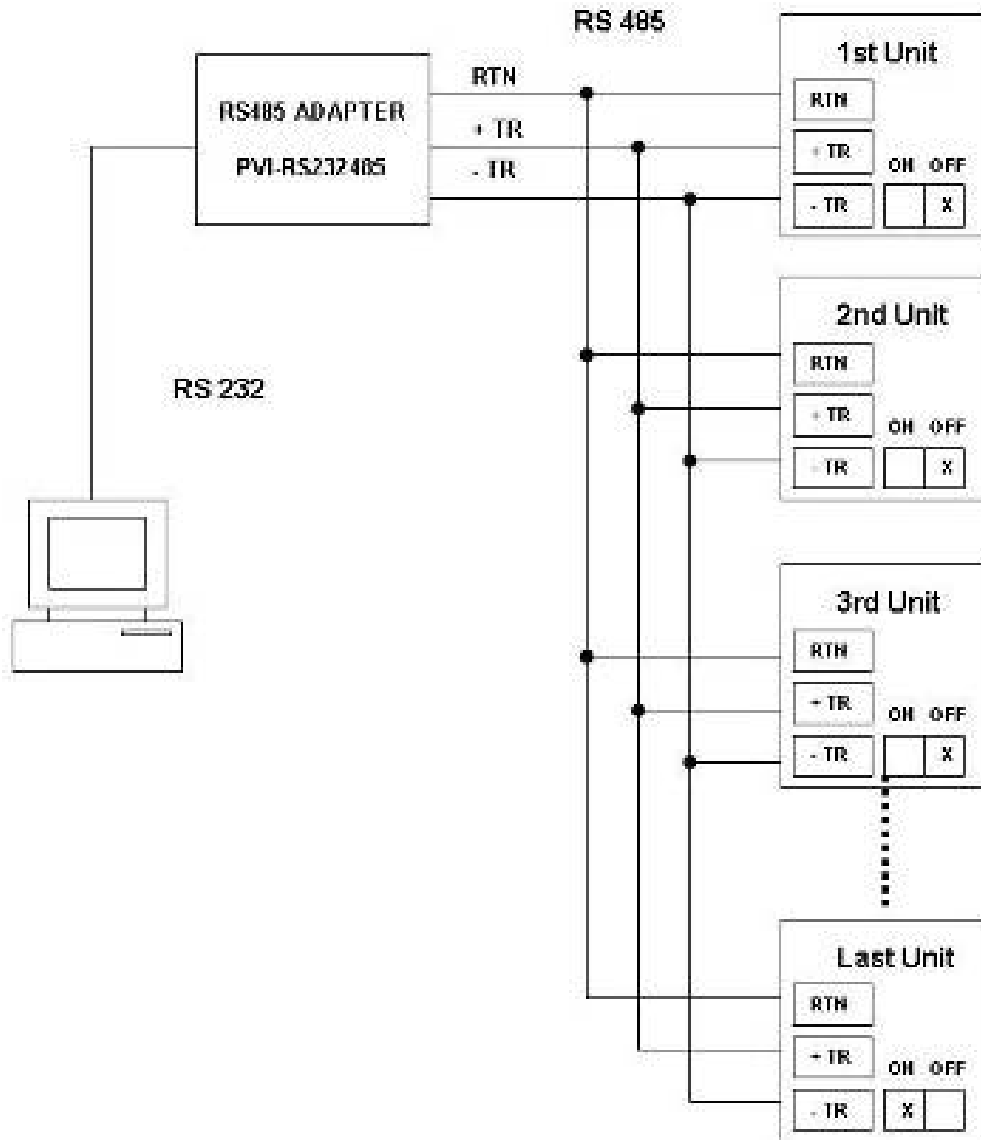 RS 485
RTN
+ TR
- TR
RS485 ADAPTER
PVI-RS232485
RS 232
1st Unit
RTN
+ TR
- TR
ON OFF
X
2nd Unit
RTN
+ TR
- TR
ON OFF
X
3rd Unit
RTN
+ TR
- TR
ON OFF
X
Last Unit
RTN
+ TR
- TR
ON OFF
X